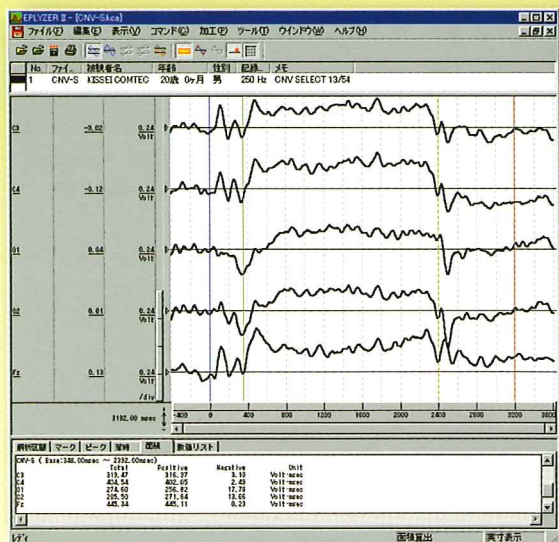 EPLYZER II - [CNV-S.kca]
ファイル(F) 編集(E) 表示(V) コマンド(C) 加工(P) ツール(T) ウインドウ(W) ヘルプ(H)
No. ファイ.. 被験者名 年齢 性別 記録.. メモ
1 CNV-S KISSEI COMTEC 20歳 0ヶ月 男 250 Hz CNV SELECT 13/54
C3 -0.02 0.24 Volt
C4 -0.12 0.24 Volt
O1 0.04 0.24 Volt
O2 0.01 0.24 Volt
Fz 0.13 0.24 Volt
/div
3192.00 msec
-400 0 400 800 1200 1600 2000 2400 2800 3200 3600
解析区間 マーク ピーク 潜時 面積 数値リスト
CNV-S ( Base:348.00msec ～ 2392.00msec)
Total Positive Negative Unit
C3 313.47 316.37 3.10 Volt-msec
C4 404.54 402.05 2.49 Volt-msec
O1 274.60 256.82 17.78 Volt-msec
O2 285.50 271.84 13.66 Volt-msec
Fz 445.34 445.11 0.23 Volt-msec
レディ 面積算出 実寸表示